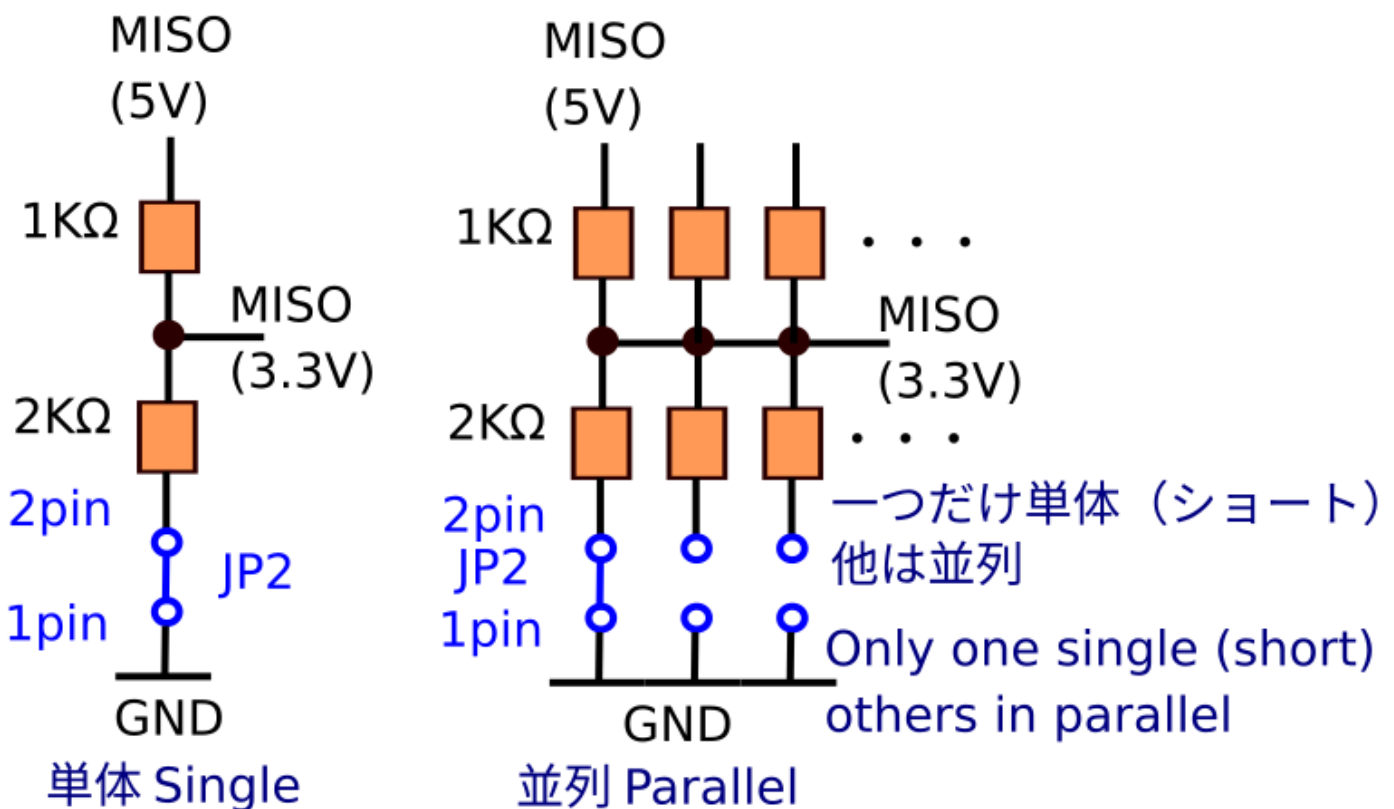 MISO
(5V)
1KΩ
MISO
(3.3V)
2KΩ
2pin
JP2
1pin
GND
単体 Single
MISO
(5V)
1KΩ
・・・
MISO
(3.3V)
2KΩ
・・・
2pin
JP2
1pin
一つだけ単体（ショート）
他は並列
Only one single (short)
others in parallel
GND
並列 Parallel